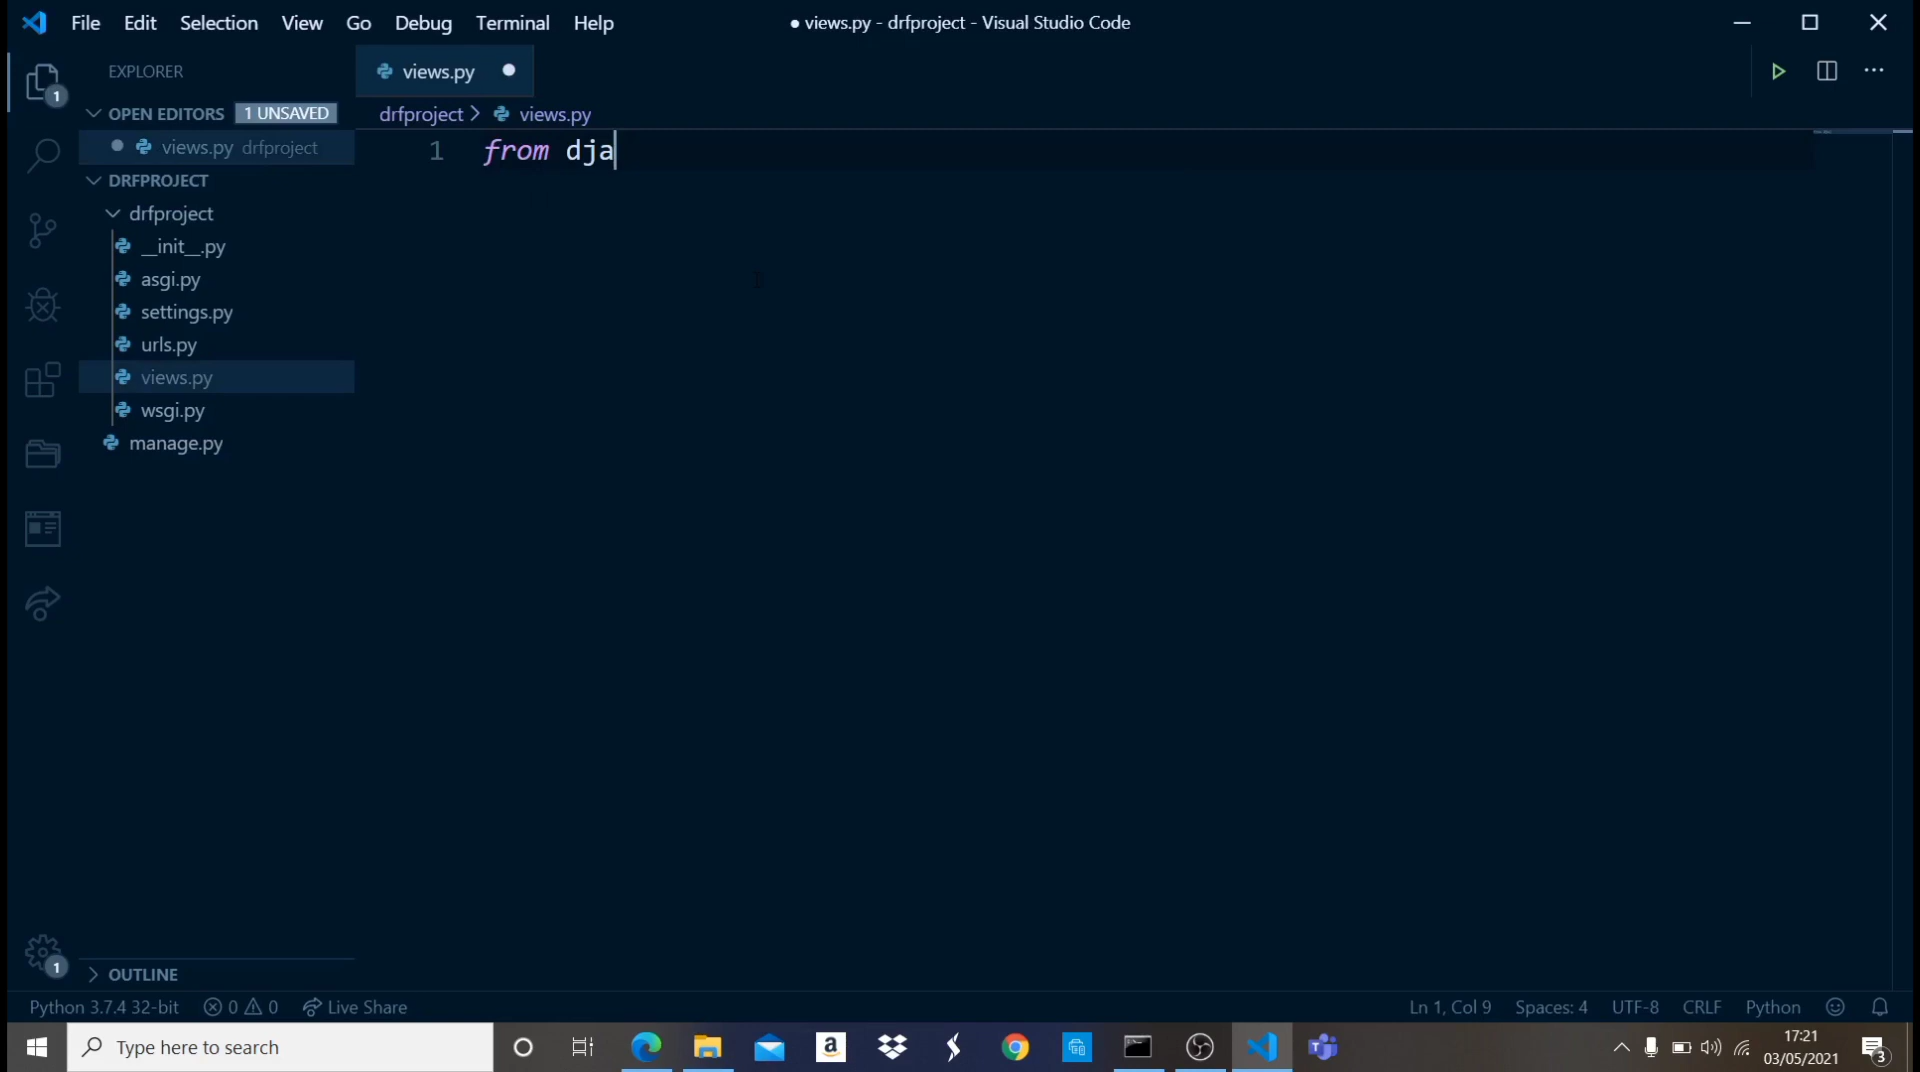 File Edit Selection View Go Debug Terminal Help
● views.py - drfproject - Visual Studio Code
EXPLORER
1
OPEN EDITORS 1 UNSAVED
views.py drfproject
DRFPROJECT
drfproject
__init__.py
asgi.py
settings.py
urls.py
views.py
wsgi.py
manage.py
1
OUTLINE
views.py
drfproject > views.py
1 from dja
Python 3.7.4 32-bit 0 0 Live Share
Ln 1, Col 9 Spaces: 4 UTF-8 CRLF Python
Type here to search
a
17:21
03/05/2021
3